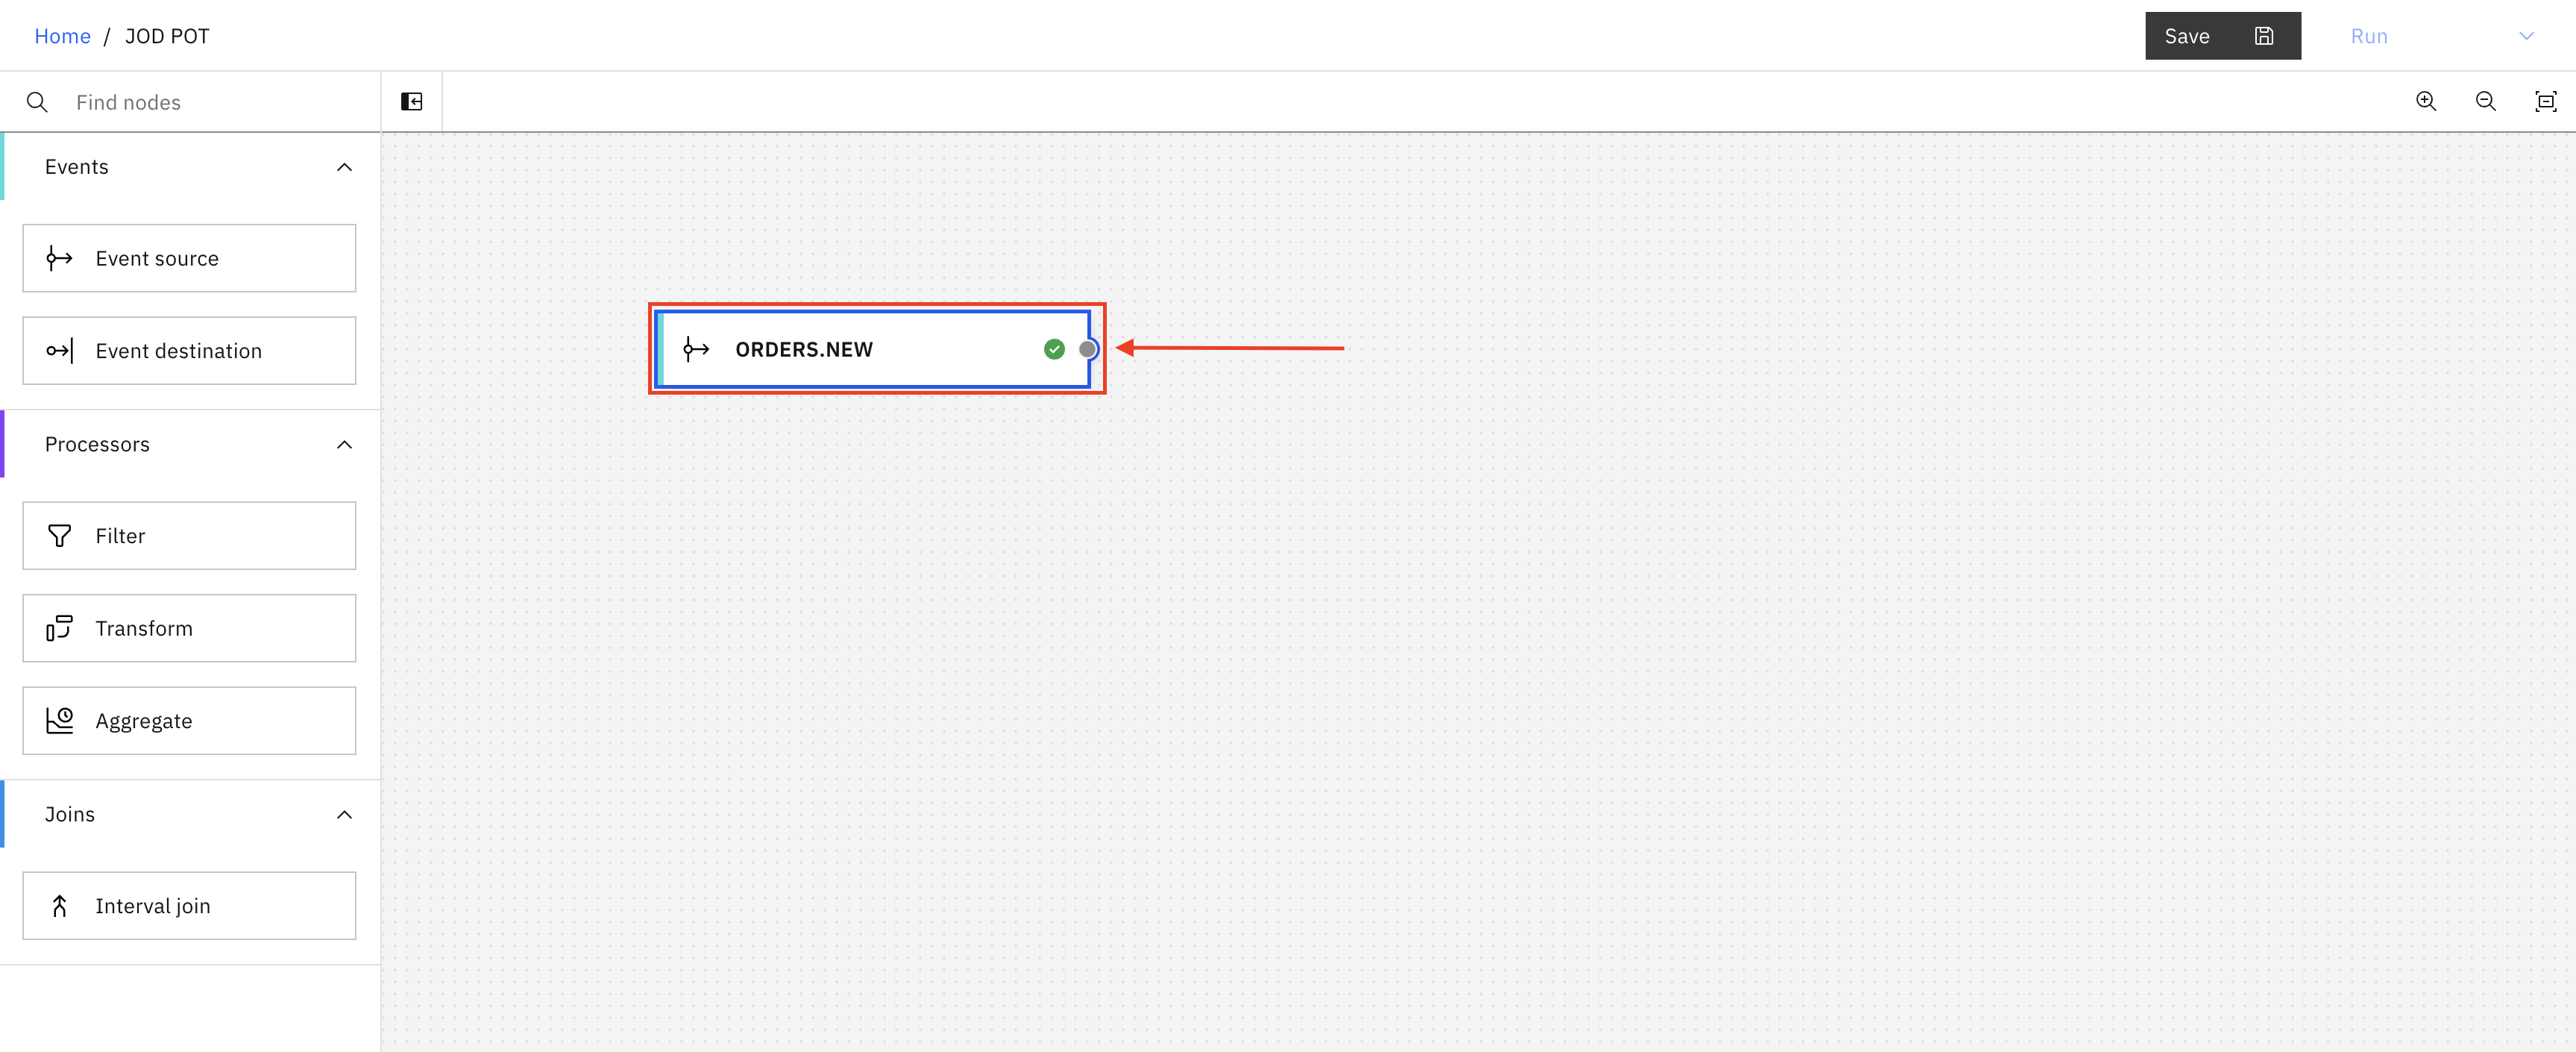 Home / JOD POT
Save
Run
Find nodes
Events
Event source
Event destination
Processors
Filter
Transform
Aggregate
Joins
Interval join
ORDERS.NEW